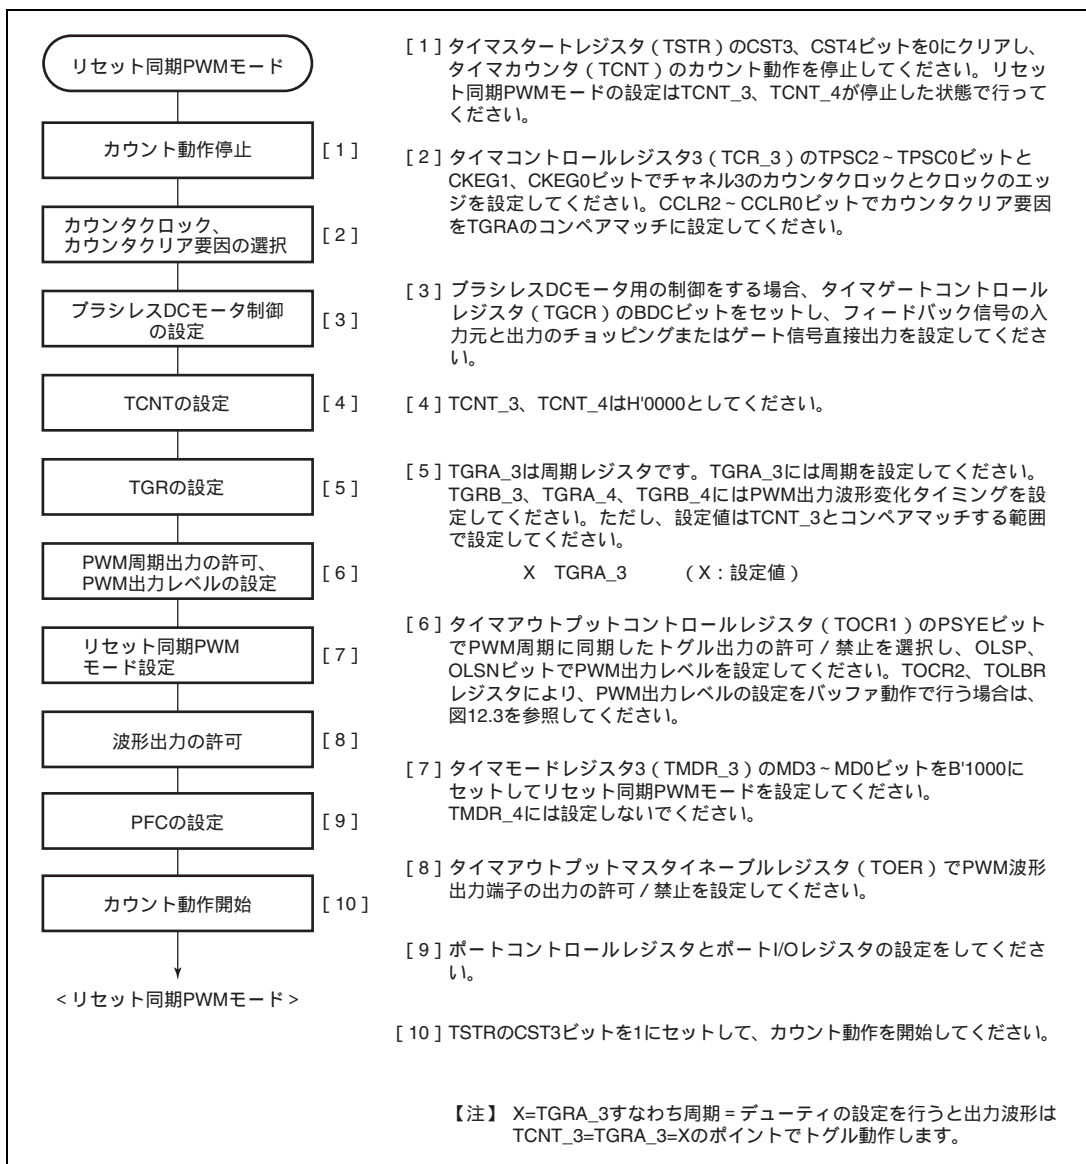 リセット同期PWMモード
カウント動作停止
[ 1 ]
カウンタクロック、
カウンタクリア要因の選択
[ 2 ]
ブラシレスDCモータ制御
の設定
[ 3 ]
TCNTの設定
[ 4 ]
TGRの設定
[ 5 ]
PWM周期出力の許可、
PWM出力レベルの設定
[ 6 ]
リセット同期PWM
モード設定
[ 7 ]
波形出力の許可
[ 8 ]
PFCの設定
[ 9 ]
カウント動作開始
[ 10 ]
<リセット同期PWMモード>
[ 1 ] タイマスタートレジスタ(TSTR)のCST3、CST4ビットを0にクリアし、
タイマカウンタ(TCNT)のカウント動作を停止してください。リセッ
ト同期PWMモードの設定はTCNT_3、TCNT_4が停止した状態で行って
ください。
[ 2 ] タイマコントロールレジスタ3(TCR_3)のTPSC2~TPSC0ビットと
CKEG1、CKEG0ビットでチャネル3のカウンタクロックとクロックのエッ
ジを設定してください。CCLR2~CCLR0ビットでカウンタクリア要因
をTGRAのコンペアマッチに設定してください。
[ 3 ] ブラシレスDCモータ用の制御をする場合、タイマゲートコントロール
レジスタ(TGCR)のBDCビットをセットし、フィードバック信号の入
力元と出力のチョッピングまたはゲート信号直接出力を設定してくださ
い。
[ 4 ] TCNT_3、TCNT_4はH'0000としてください。
[ 5 ] TGRA_3は周期レジスタです。TGRA_3には周期を設定してください。
TGRB_3、TGRA_4、TGRB_4にはPWM出力波形変化タイミングを設
定してください。ただし、設定値はTCNT_3とコンペアマッチする範囲
で設定してください。
X TGRA_3 (X:設定値)
[ 6 ] タイマアウトプットコントロールレジスタ(TOCR1)のPSYEビット
でPWM周期に同期したトグル出力の許可/禁止を選択し、OLSP、
OLSNビットでPWM出力レベルを設定してください。TOCR2、TOLBR
レジスタにより、PWM出力レベルの設定をバッファ動作で行う場合は、
図12.3を参照してください。
[ 7 ] タイマモードレジスタ3(TMDR_3)のMD3~MD0ビットをB'1000に
セットしてリセット同期PWMモードを設定してください。
TMDR_4には設定しないでください。
[ 8 ] タイマアウトプットマスタイネーブルレジスタ(TOER)でPWM波形
出力端子の出力の許可/禁止を設定してください。
[ 9 ] ポートコントロールレジスタとポートI/Oレジスタの設定をしてくださ
い。
[ 10 ] TSTRのCST3ビットを1にセットして、カウント動作を開始してください。
【注】 X=TGRA_3すなわち周期=デューティの設定を行うと出力波形は
TCNT_3=TGRA_3=Xのポイントでトグル動作します。